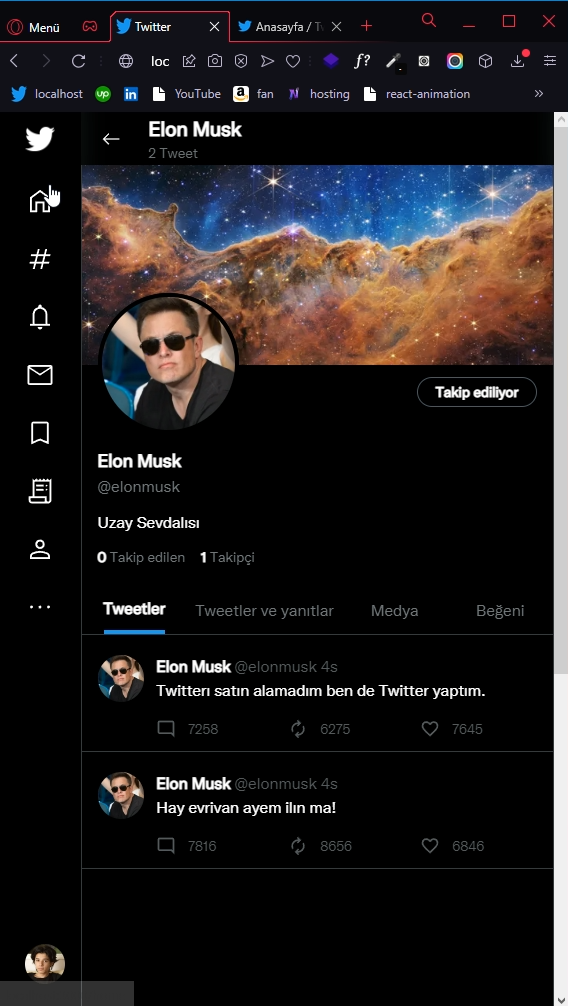 Menü
Twitter
Anasayfa / Tw
loc
f?
localhost
up
in
YouTube
a
fan
hosting
react-animation
»
Elon Musk
2 Tweet
Takip ediliyor
Elon Musk
@elonmusk
Uzay Sevdalısı
0 Takip edilen 1 Takipçi
Tweetler Tweetler ve yanıtlar Medya Beğeni
Elon Musk @elonmusk 4s
Twitterı satın alamadım ben de Twitter yaptım.
7258 6275 7645
Elon Musk @elonmusk 4s
Hay evrivan ayem ilın ma!
7816 8656 6846